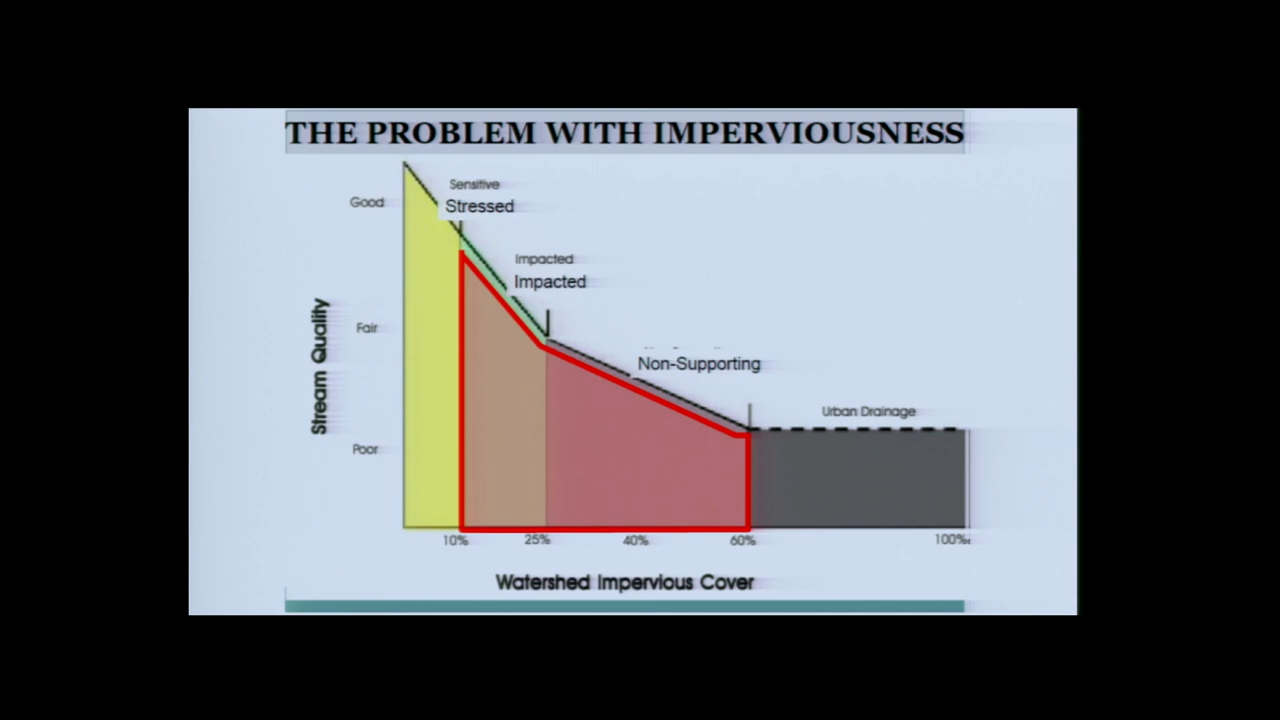 THE PROBLEM WITH IMPERVIOUSNESS
Sensitive
Good
Stressed
Impacted
Impacted
Fair
Non-Supporting
Stream Quality
Urban Drainage
Poor
10% 25% 40% 60% 100%
Watershed Impervious Cover